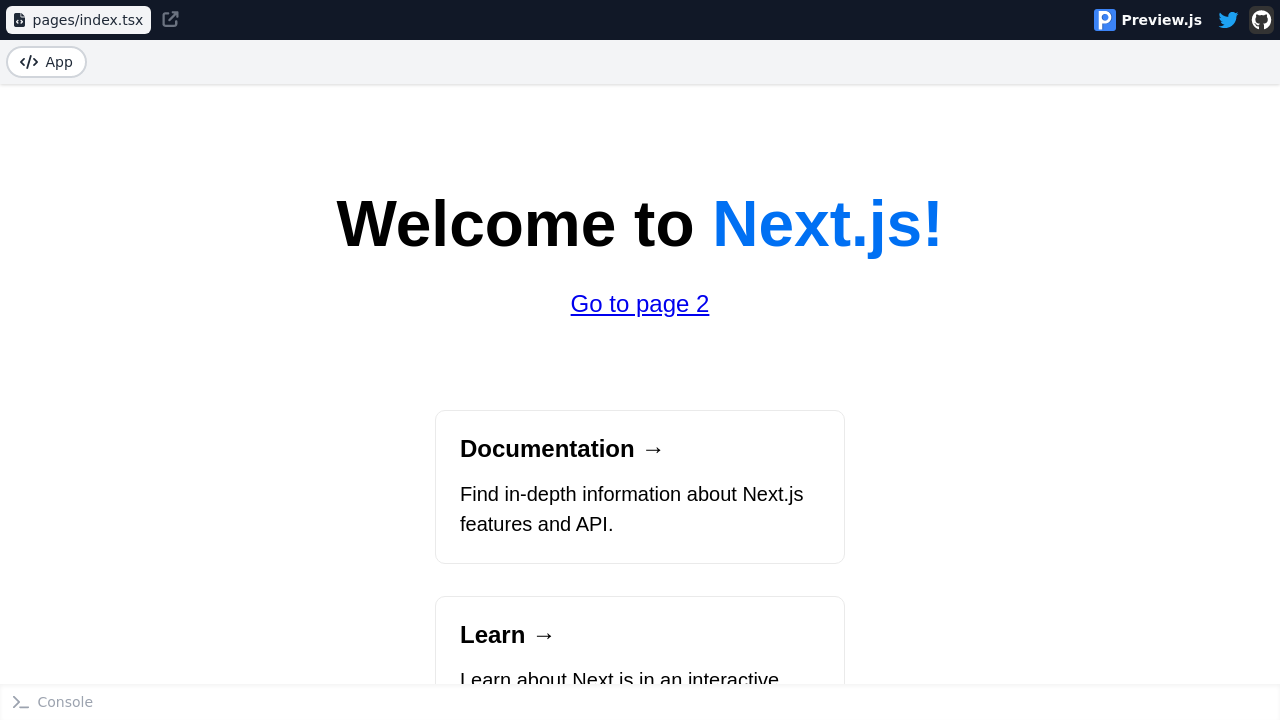 pages/index.tsx
Preview.js
App
Welcome to Next.js!
Go to page 2
Documentation →
Find in-depth information about Next.js
features and API.
Learn →
Learn about Next.js in an interactive
Console